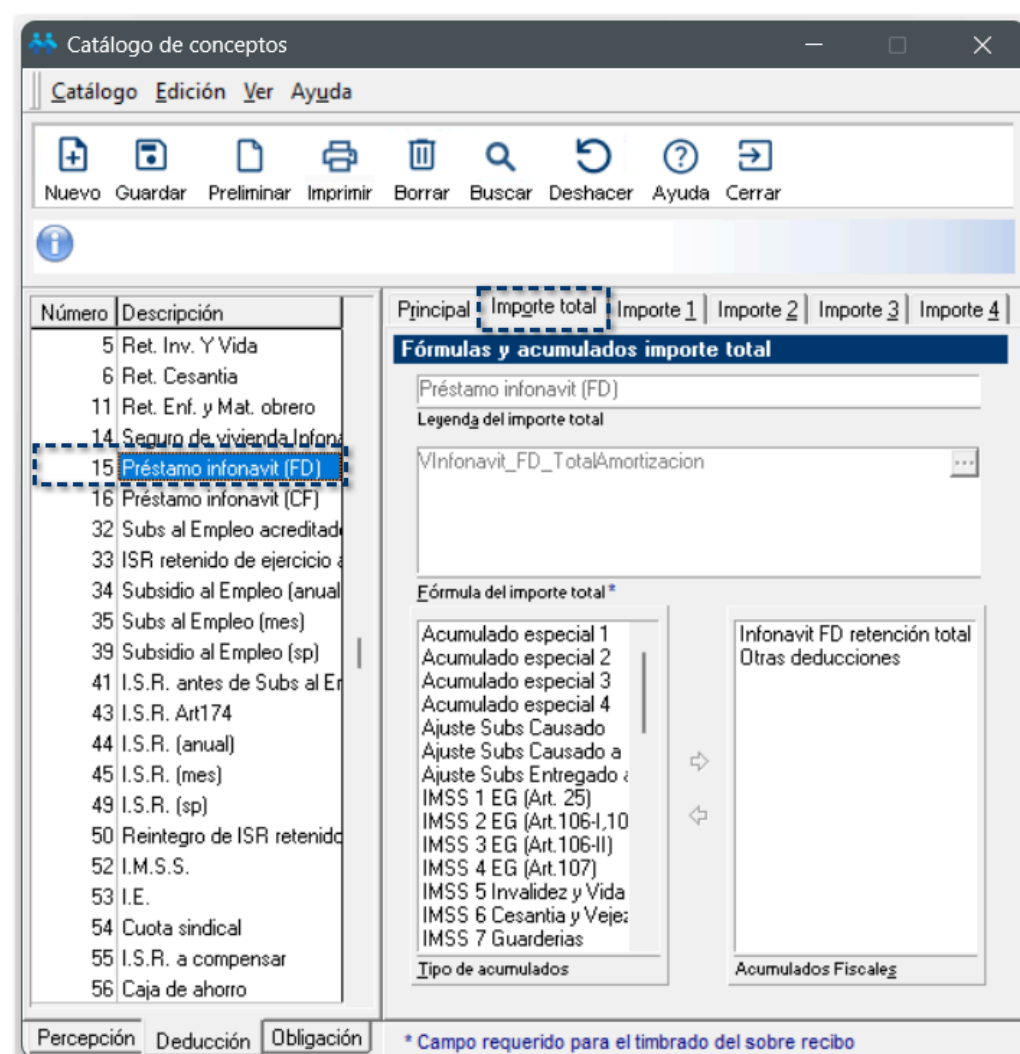 Catálogo de conceptos
Catálogo Edición Ver Ayuda
Nuevo Guardar Preliminar Imprimir Borrar Buscar Deshacer Ayuda Cerrar
Número Descripción
5 Ret. Inv. Y Vida
6 Ret. Cesantia
11 Ret. Enf. y Mat. obrero
14 Seguro de vivienda Infona
15 Préstamo infonavit (FD)
16 Préstamo infonavit (CF)
32 Subs al Empleo acreditad
33 ISR retenido de ejercicio a
34 Subsidio al Empleo (anual
35 Subs al Empleo (mes)
39 Subsidio al Empleo (sp)
41 I.S.R. antes de Subs al Er
43 I.S.R. Art174
44 I.S.R. (anual)
45 I.S.R. (mes)
49 I.S.R. (sp)
50 Reintegro de ISR retenido
52 I.M.S.S.
53 I.E.
54 Cuota sindical
55 I.S.R. a compensar
56 Caja de ahorro
Percepción Deducción Obligación
Principal Importe total Importe 1 Importe 2 Importe 3 Importe 4
Fórmulas y acumulados importe total
Préstamo infonavit (FD)
Leyenda del importe total
VInfonavit_FD_TotalAmortizacion
...
Fórmula del importe total *
Acumulado especial 1
Acumulado especial 2
Acumulado especial 3
Acumulado especial 4
Ajuste Subs Causado
Ajuste Subs Causado a
Ajuste Subs Entregado a
IMSS 1 EG (Art. 25)
IMSS 2 EG (Art.106-I,10
IMSS 3 EG (Art.106-II)
IMSS 4 EG (Art.107)
IMSS 5 Invalidez y Vida
IMSS 6 Cesantia y Vejez
IMSS 7 Guarderias
Tipo de acumulados
Infonavit FD retención total
Otras deducciones
Acumulados Fiscales
* Campo requerido para el timbrado del sobre recibo